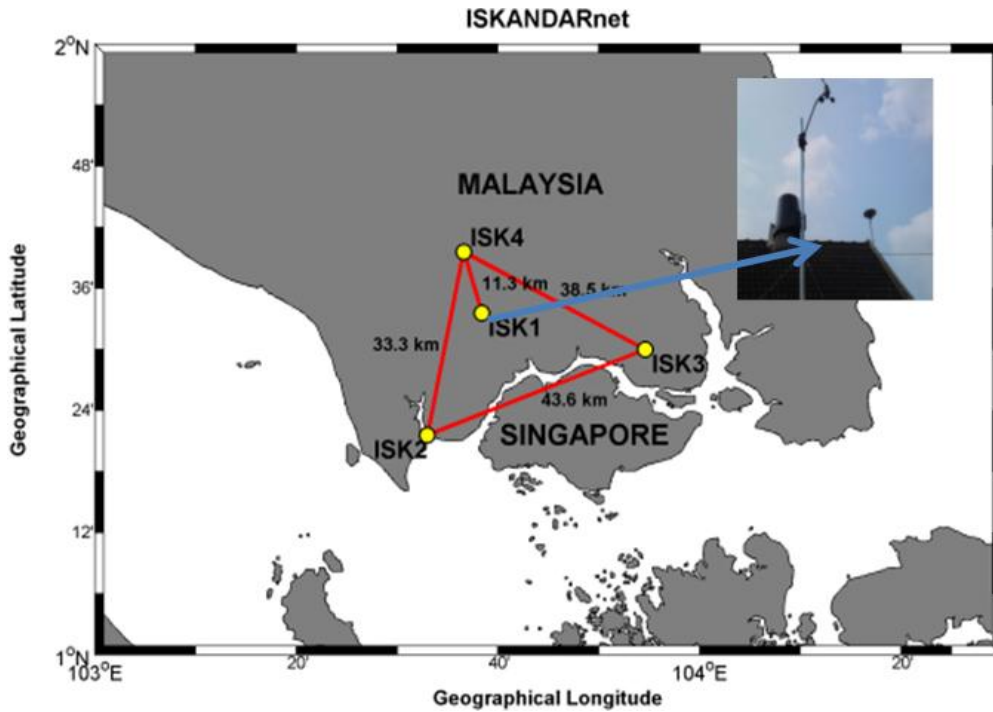 ISKANDARnet
2°N
48'
MALAYSIA
ISK4
36'
11.3 km
38.5 km
ISK1
33.3 km
ISK3
24'
43.6 km
SINGAPORE
ISK2
12'
1°N
103°E
20'
40'
104°E
20'
Geographical Latitude
Geographical Longitude